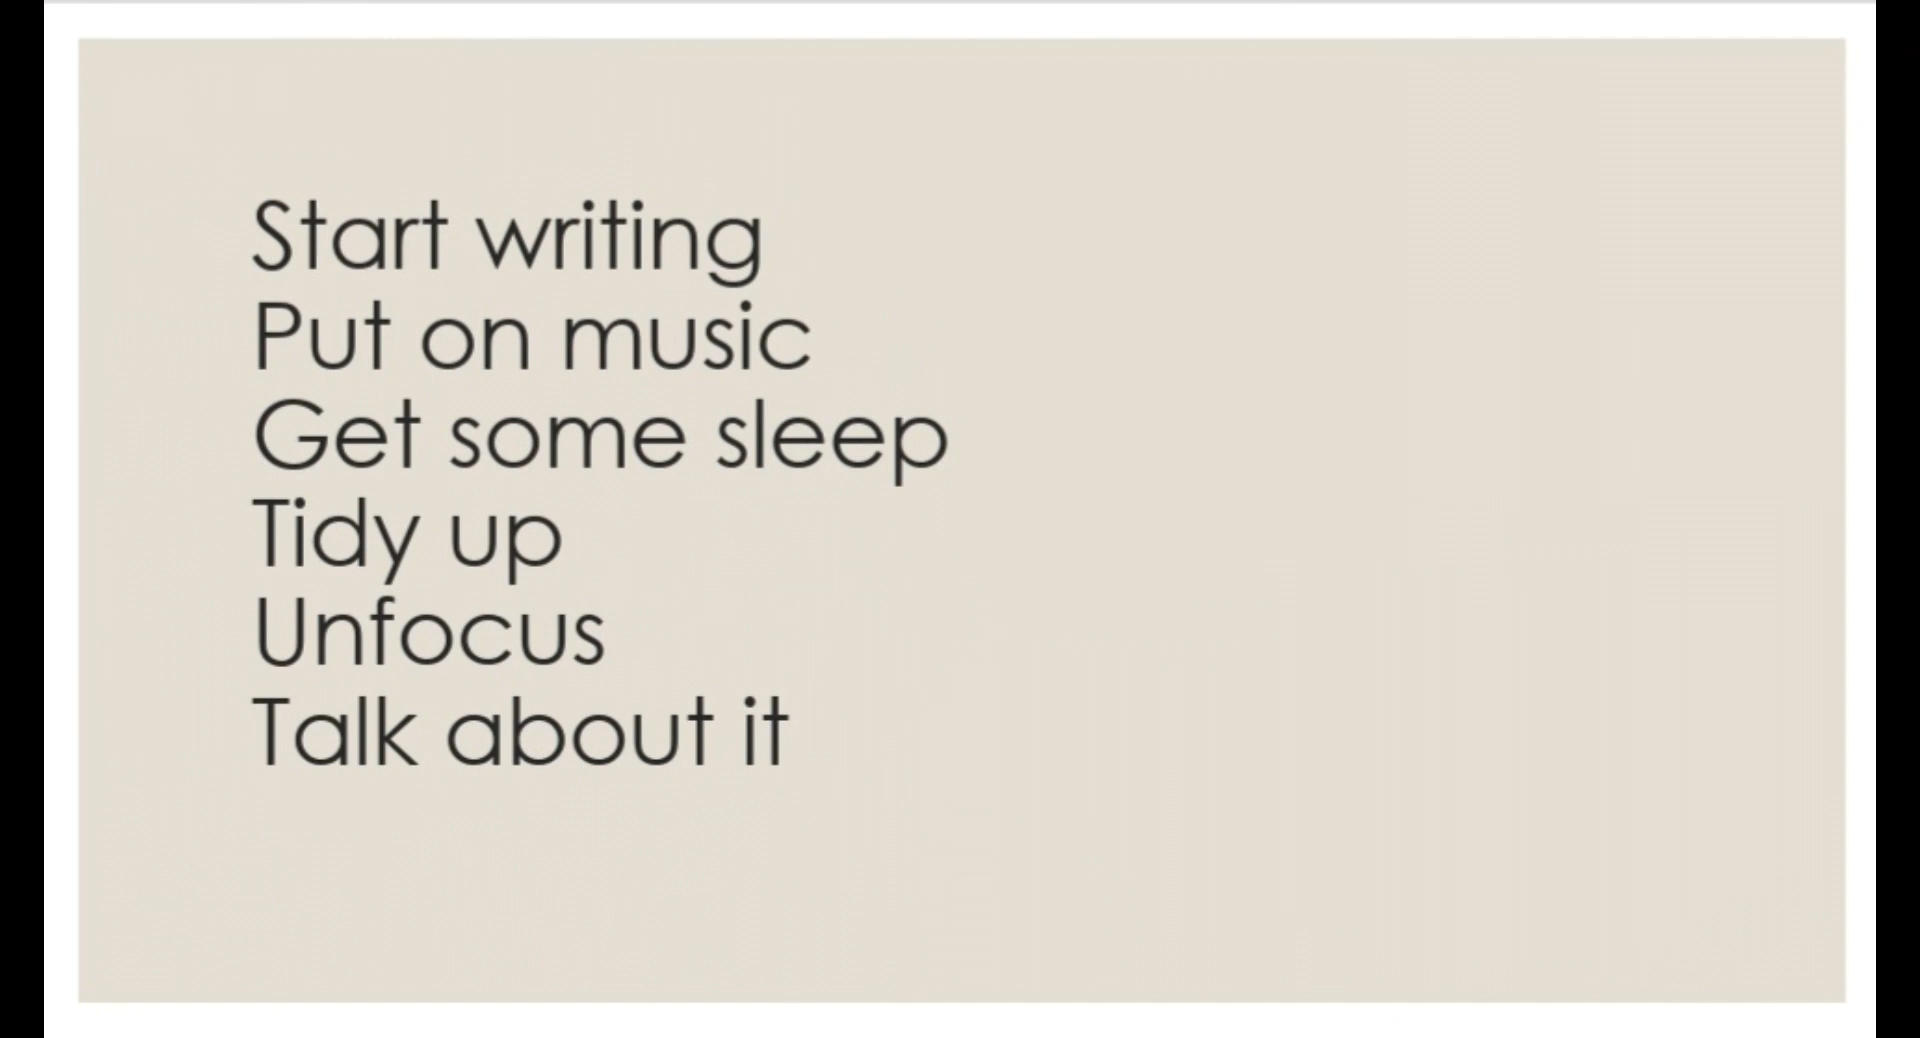 Start writing
Put on music
Get some sleep
Tidy up
Unfocus
Talk about it